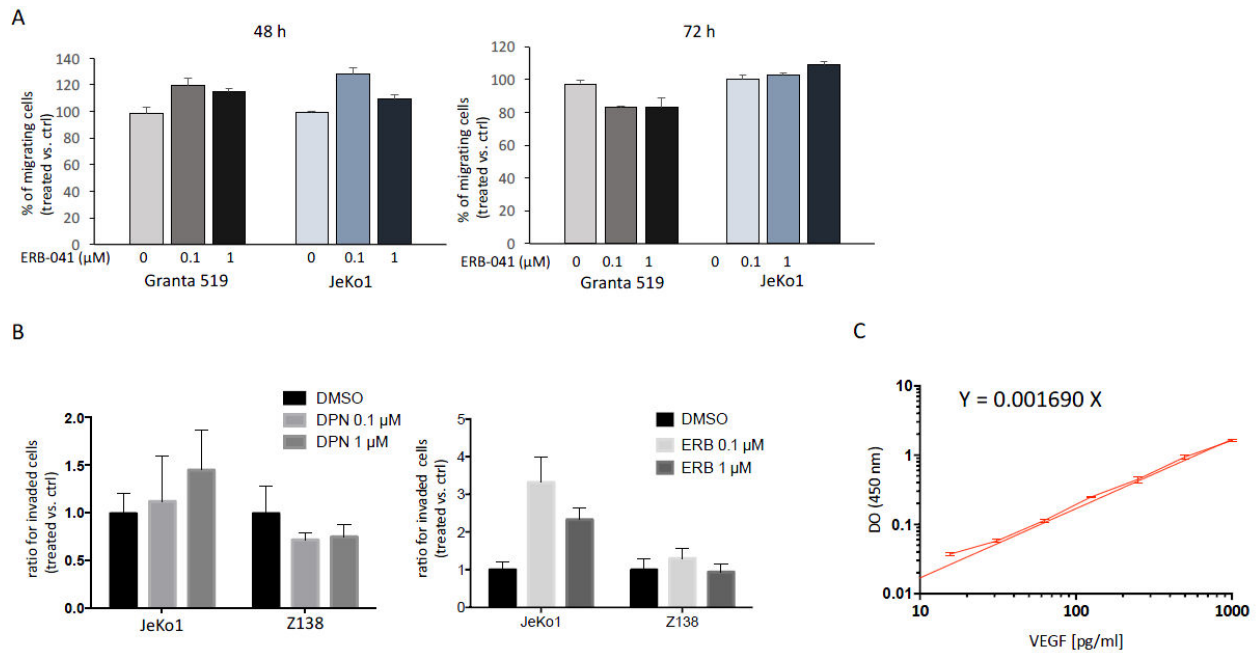 A
48 h
140
120
100
80
60
40
20
0
% of migrating cells
(treated vs. ctrl)
ERB-041 (µM)
0 0.1 1 0 0.1 1
Granta 519 JeKo1
72 h
120
100
80
60
40
20
0
% of migrating cells
(treated vs. ctrl)
ERB-041 (µM)
0 0.1 1 0 0.1 1
Granta 519 JeKo1
B
DMSO
DPN 0.1 µM
DPN 1 µM
2.0
1.5
1.0
0.5
0.0
ratio for invaded cells
(treated vs. ctrl)
JeKo1 Z138
DMSO
ERB 0.1 µM
ERB 1 µM
5
4
3
2
1
0
ratio for invaded cells
(treated vs. ctrl)
JeKo1 Z138
C
Y = 0.001690 X
10
1
0.1
0.01
DO (450 nm)
10 100 1000
VEGF [pg/ml]